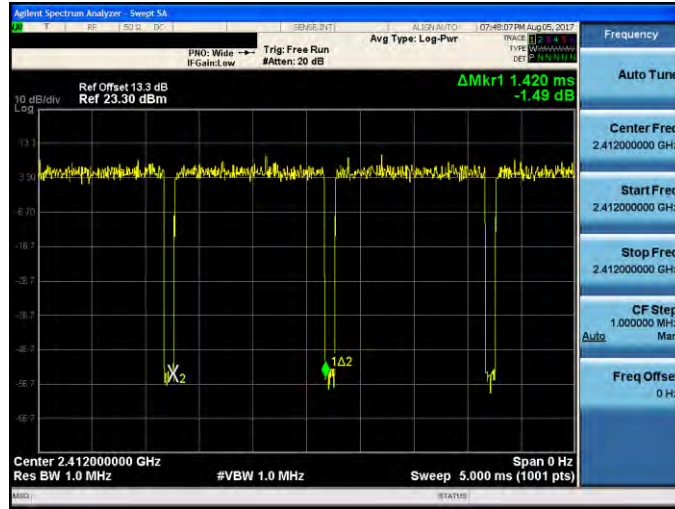 Agilent Spectrum Analyzer - Swept SA
T RF 50 Ω DC SENSE:INT ALIGN AUTO 07:48:07 PM Aug 05, 2017
PNO: Wide
IFGain:Low
Trig: Free Run
#Atten: 20 dB
Avg Type: Log-Pwr
TRACE 1 2 3 4 5 6
TYPE
DET P N N N N N
Ref Offset 13.3 dB
Ref 23.30 dBm
ΔMkr1 1.420 ms
-1.49 dB
10 dB/div
Log
13.3
3.30
-6.70
-16.7
-26.7
-36.7
-46.7
-56.7
-66.7
X2
1Δ2
Center 2.412000000 GHz
Span 0 Hz
Res BW 1.0 MHz
#VBW 1.0 MHz
Sweep 5.000 ms (1001 pts)
MSG
STATUS
Frequency
Auto Tune
Center Freq
2.412000000 GHz
Start Freq
2.412000000 GHz
Stop Freq
2.412000000 GHz
CF Step
1.000000 MHz
Auto Man
Freq Offset
0 Hz